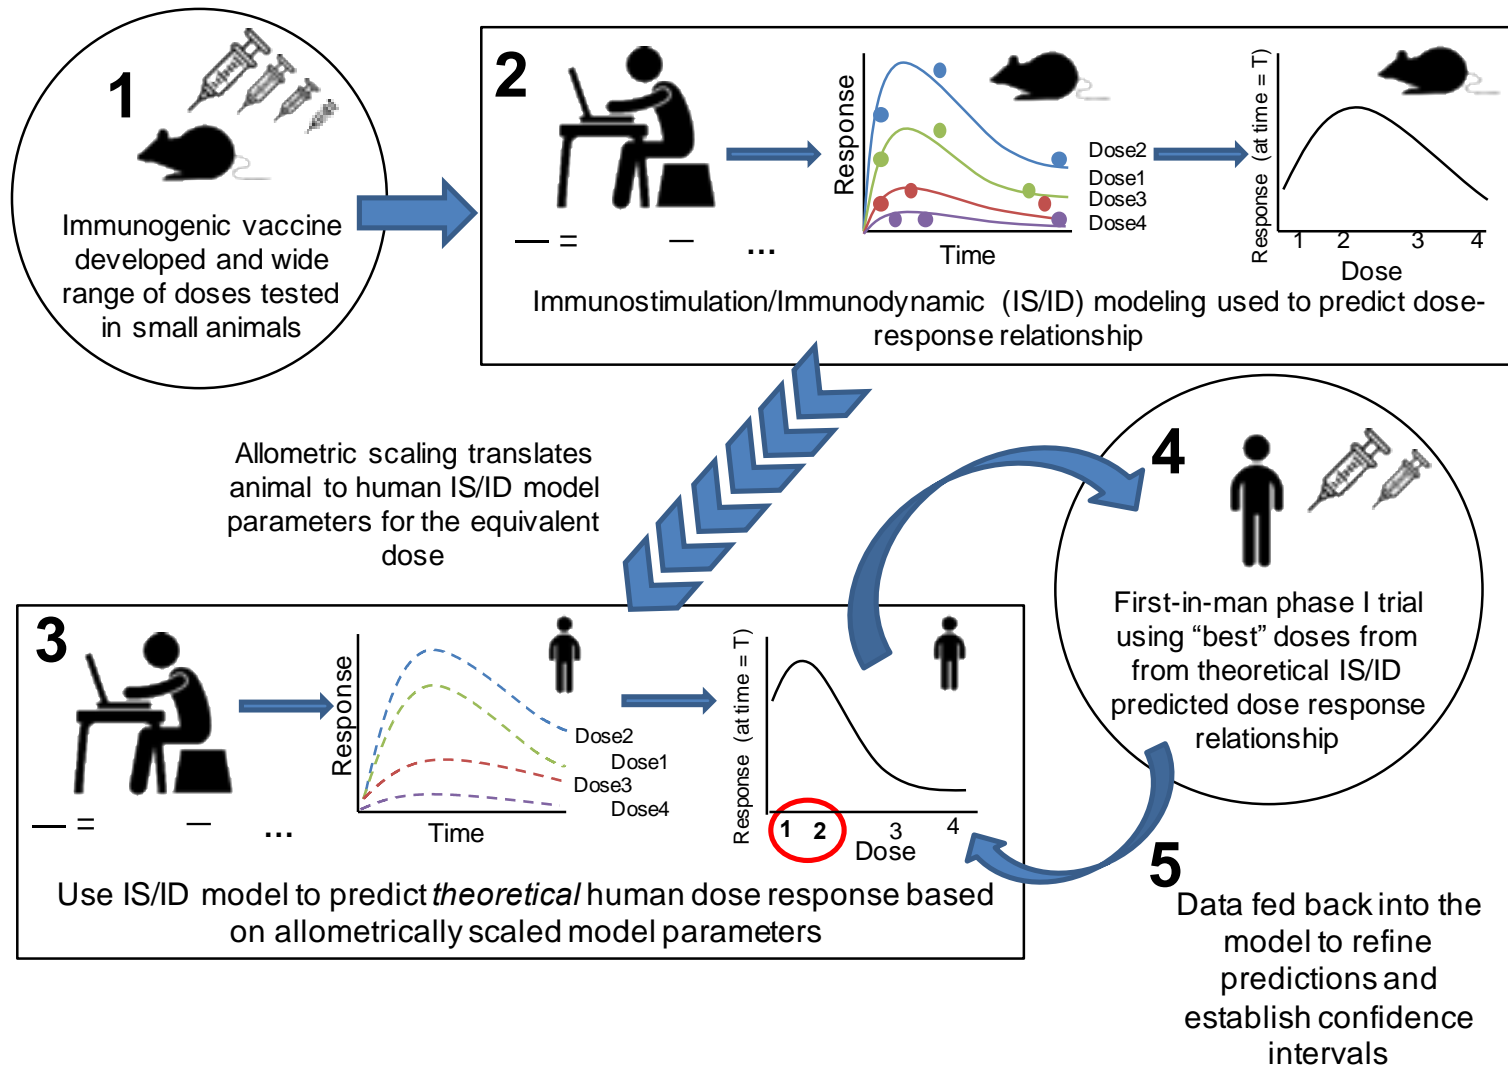 1
Immunogenic vaccine
developed and wide
range of doses tested
in small animals
2
— = — ...
Response
Time
Dose2
Dose1
Dose3
Dose4
Response (at time = T)
1 2 3 4
Dose
Immunostimulation/Immunodynamic (IS/ID) modeling used to predict dose-
response relationship
Allometric scaling translates
animal to human IS/ID model
parameters for the equivalent
dose
3
— = — ...
Response
Time
Dose2
Dose1
Dose3
Dose4
Response (at time = T)
1 2 3 4
Dose
Use IS/ID model to predict theoretical human dose response based
on allometrically scaled model parameters
4
First-in-man phase I trial
using “best” doses from
from theoretical IS/ID
predicted dose response
relationship
5
Data fed back into the
model to refine
predictions and
establish confidence
intervals